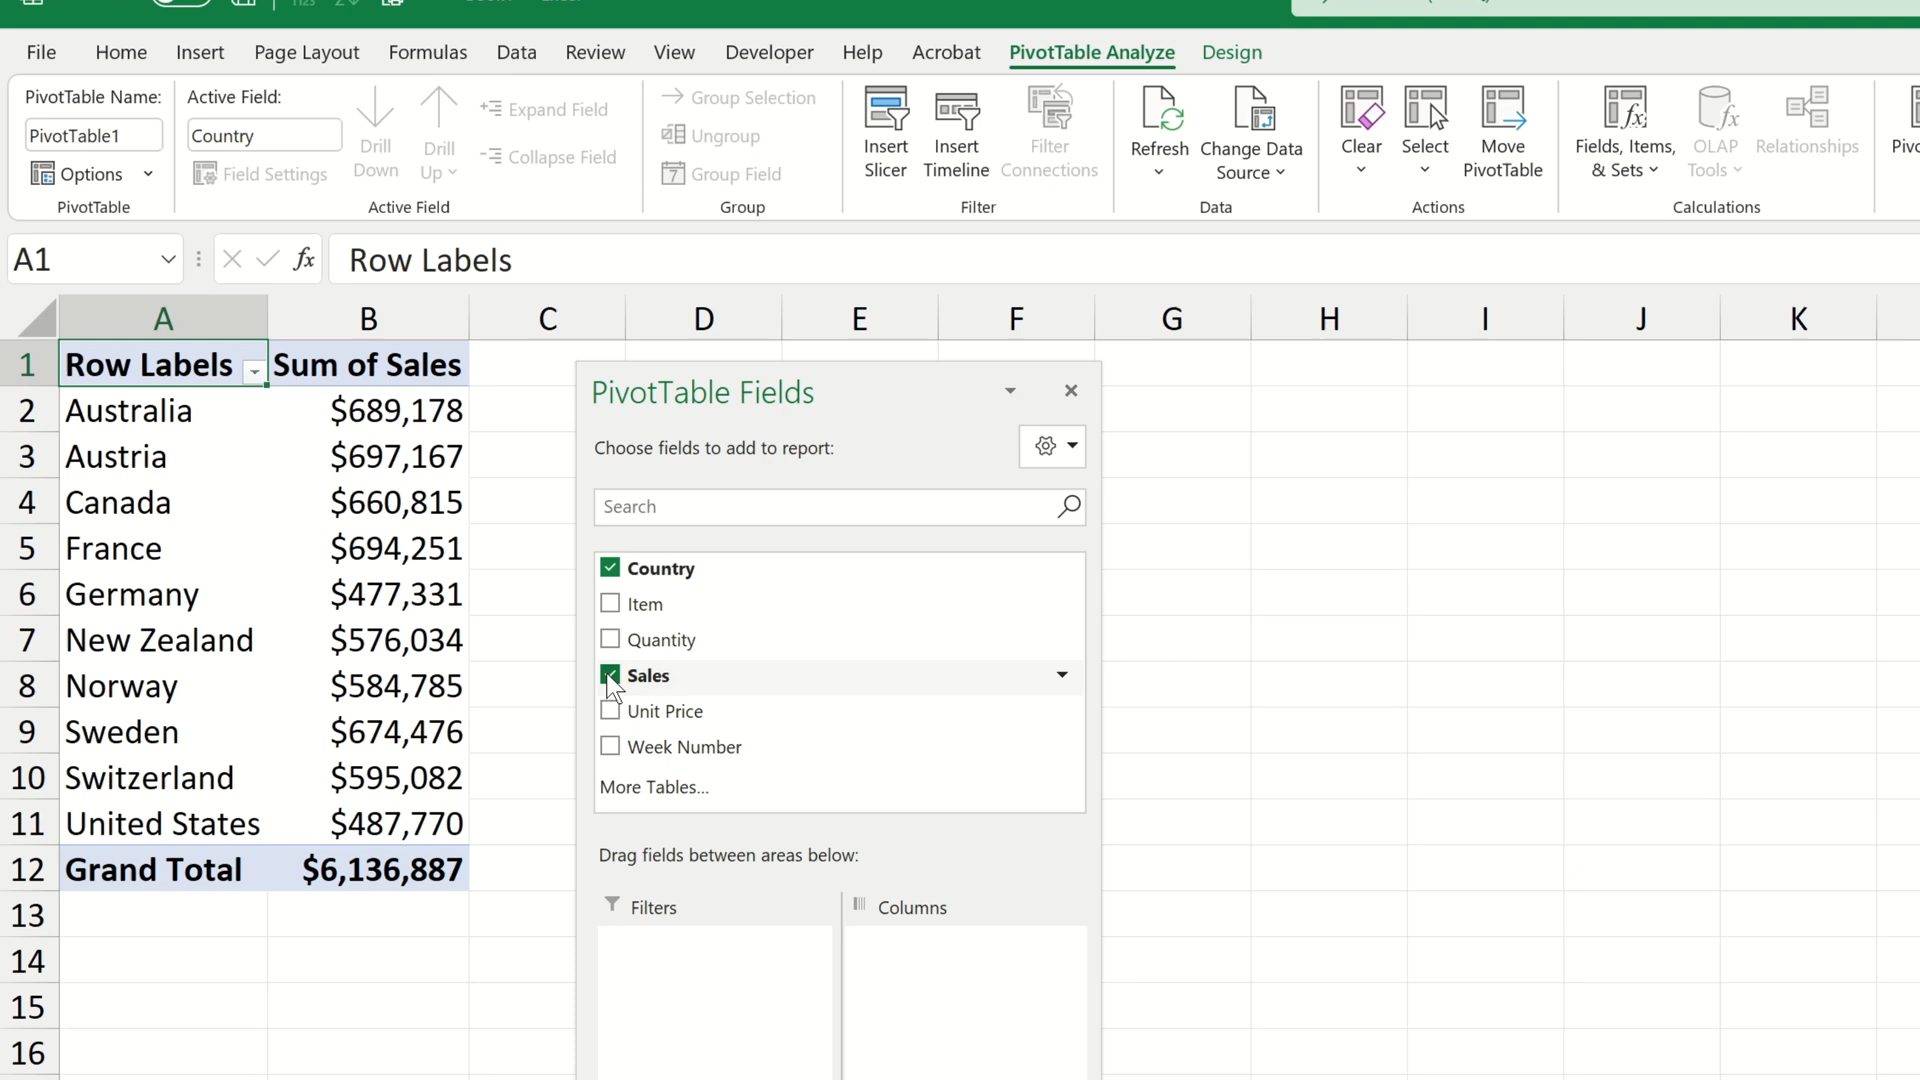 File Home Insert Page Layout Formulas Data Review View Developer Help Acrobat PivotTable Analyze Design
PivotTable Name:
PivotTable1
Options
PivotTable
Active Field:
Country
Field Settings
Drill
Down
Drill
Up
Expand Field
Collapse Field
Active Field
Group Selection
Ungroup
7 Group Field
Group
Insert
Slicer
Insert
Timeline
Filter
Connections
Filter
Refresh
Change Data
Source
Data
Clear
Select
Move
PivotTable
Actions
Fields, Items,
& Sets
OLAP
Tools
Relationships
Calculations
A1 fx Row Labels
A B C D E F G H I J K
1 Row Labels Sum of Sales
2 Australia $689,178
3 Austria $697,167
4 Canada $660,815
5 France $694,251
6 Germany $477,331
7 New Zealand $576,034
8 Norway $584,785
9 Sweden $674,476
10 Switzerland $595,082
11 United States $487,770
12 Grand Total $6,136,887
13
14
15
16
PivotTable Fields
Choose fields to add to report:
Search
Country
Item
Quantity
Sales
Unit Price
Week Number
More Tables...
Drag fields between areas below:
Filters
Columns